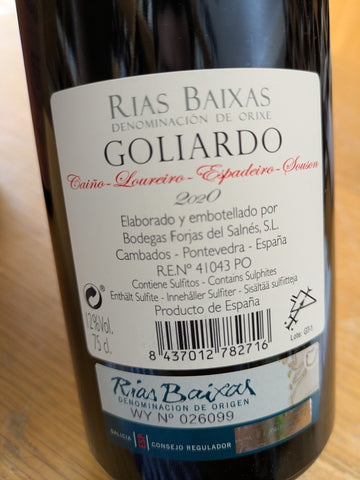 RIAS BAIXAS
DENOMINACIÓN DE ORIXE
GOLIARDO
Caiño - Loureiro - Espadeiro - Souson
2020
Elaborado y embotellado por
Bodegas Forjas del Salnés, S.L.
Cambados - Pontevedra - España
R.E.Nº 41043 PO
Contiene Sulfitos - Contains Sulphites
Enthält Sulfite - Innehåller Sulfiter - Sisältää sulfiitteja
Producto de España
12%Vol.
75 cl.
8 437012 782716
Rias Baixas
DENOMINACION DE ORIGEN
WY Nº 026099
GALICIA
CONSEJO REGULADOR